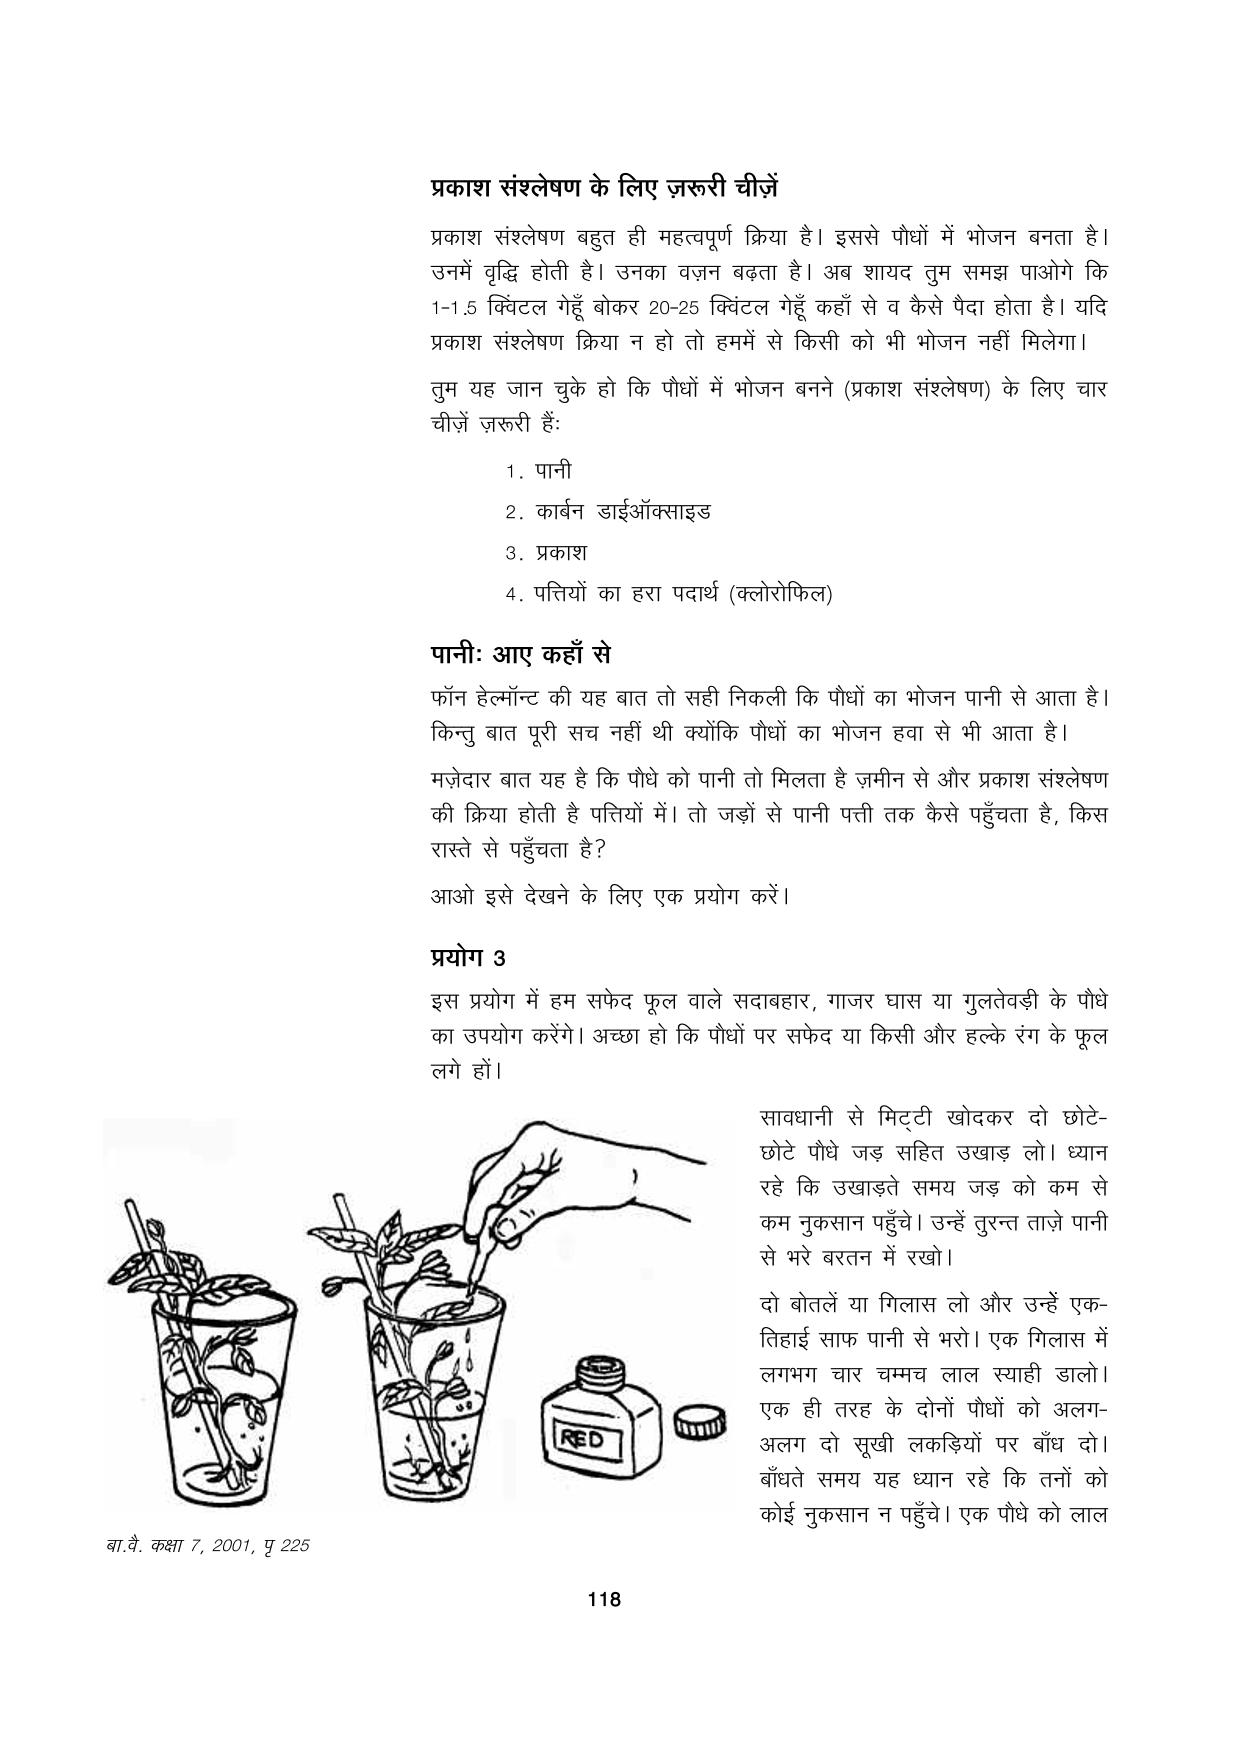 प्रकाश संश्लेषण के लिए ज़रूरी चीज़ें
प्रकाश संश्लेषण बहुत ही महत्वपूर्ण क्रिया है। इससे पौधों में भोजन बनता है।
उनमें वृद्धि होती है। उनका वज़न बढ़ता है। अब शायद तुम समझ पाओगे कि
1-1.5 क्विंटल गेहूँ बोकर 20-25 क्विंटल गेहूँ कहाँ से व कैसे पैदा होता है। यदि
प्रकाश संश्लेषण क्रिया न हो तो हममें से किसी को भी भोजन नहीं मिलेगा।
तुम यह जान चुके हो कि पौधों में भोजन बनने (प्रकाश संश्लेषण) के लिए चार
चीज़ें ज़रूरी हैं:
1. पानी
2. कार्बन डाईऑक्साइड
3. प्रकाश
4. पत्तियों का हरा पदार्थ (क्लोरोफिल)
पानी: आए कहाँ से
फॉन हेल्मॉन्ट की यह बात तो सही निकली कि पौधों का भोजन पानी से आता है।
किन्तु बात पूरी सच नहीं थी क्योंकि पौधों का भोजन हवा से भी आता है।
मज़ेदार बात यह है कि पौधे को पानी तो मिलता है ज़मीन से और प्रकाश संश्लेषण
की क्रिया होती है पत्तियों में। तो जड़ों से पानी पत्ती तक कैसे पहुँचता है, किस
रास्ते से पहुँचता है?
आओ इसे देखने के लिए एक प्रयोग करें।
प्रयोग 3
इस प्रयोग में हम सफेद फूल वाले सदाबहार, गाजर घास या गुलतेवड़ी के पौधे
का उपयोग करेंगे। अच्छा हो कि पौधों पर सफेद या किसी और हल्के रंग के फूल
लगे हों।
सावधानी से मिट्टी खोदकर दो छोटे-
छोटे पौधे जड़ सहित उखाड़ लो। ध्यान
रहे कि उखाड़ते समय जड़ को कम से
कम नुकसान पहुँचे। उन्हें तुरन्त ताज़े पानी
से भरे बरतन में रखो।
दो बोतलें या गिलास लो और उन्हें एक-
तिहाई साफ पानी से भरो। एक गिलास में
लगभग चार चम्मच लाल स्याही डालो।
एक ही तरह के दोनों पौधों को अलग-
अलग दो सूखी लकड़ियों पर बाँध दो।
बाँधते समय यह ध्यान रहे कि तनों को
कोई नुकसान न पहुँचे। एक पौधे को लाल
RED
बा.वै. कक्षा 7, 2001, पृ 225
118